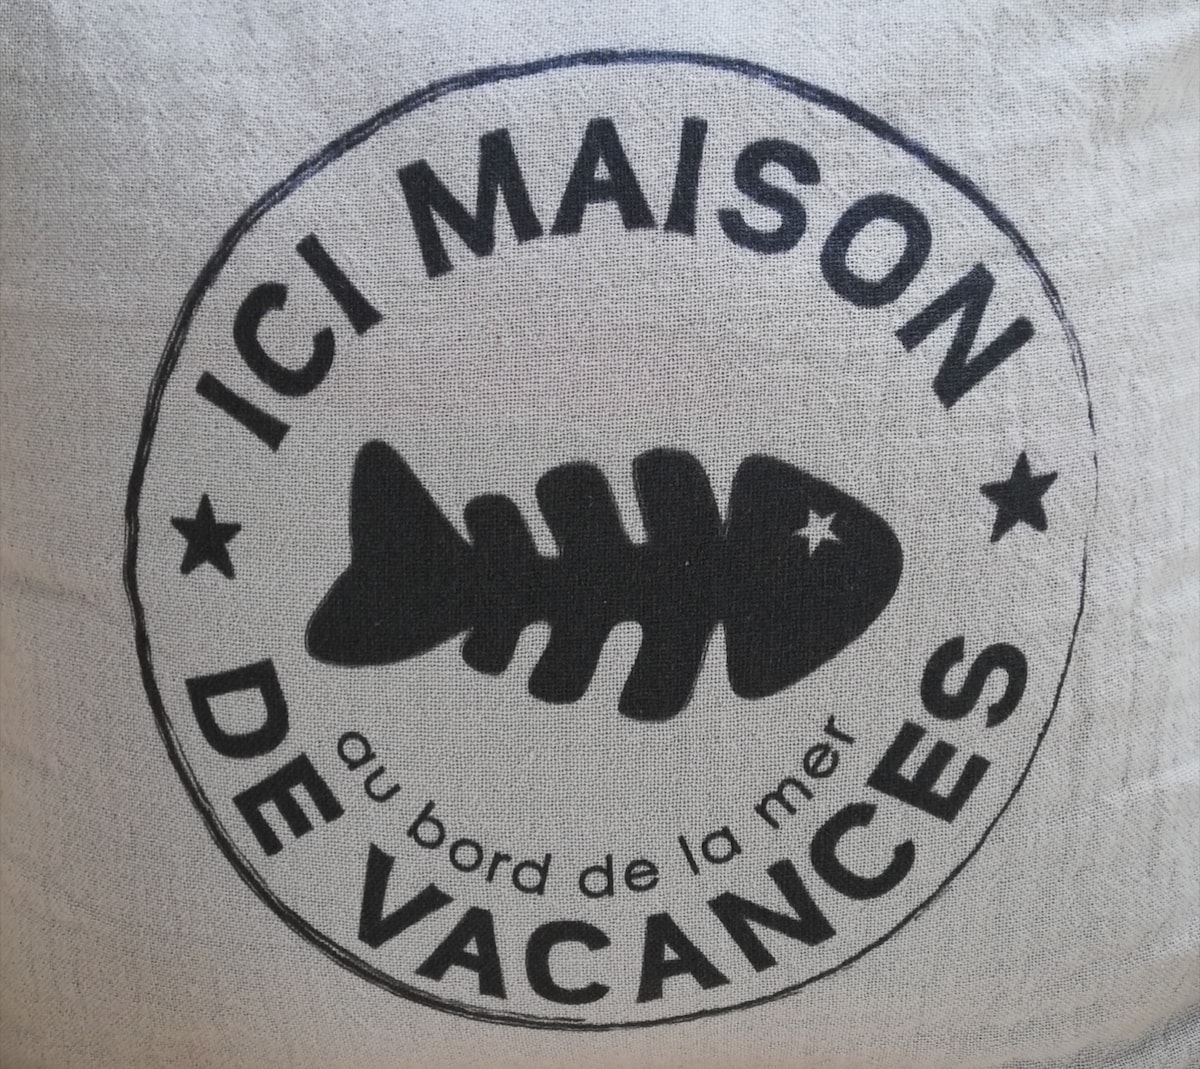 ICI MAISON
au bord de la mer
DE VACANCES